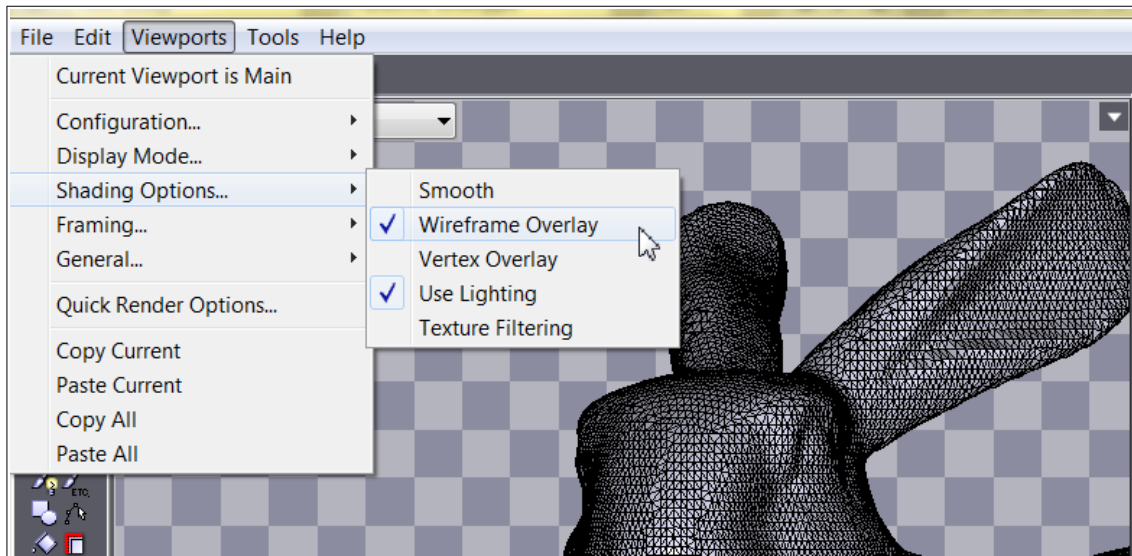 File Edit Viewports Tools Help
Current Viewport is Main
Configuration...
Display Mode...
Shading Options...
Smooth
Framing...
Wireframe Overlay
General...
Vertex Overlay
Use Lighting
Quick Render Options...
Texture Filtering
Copy Current
Paste Current
Copy All
Paste All
ETC.